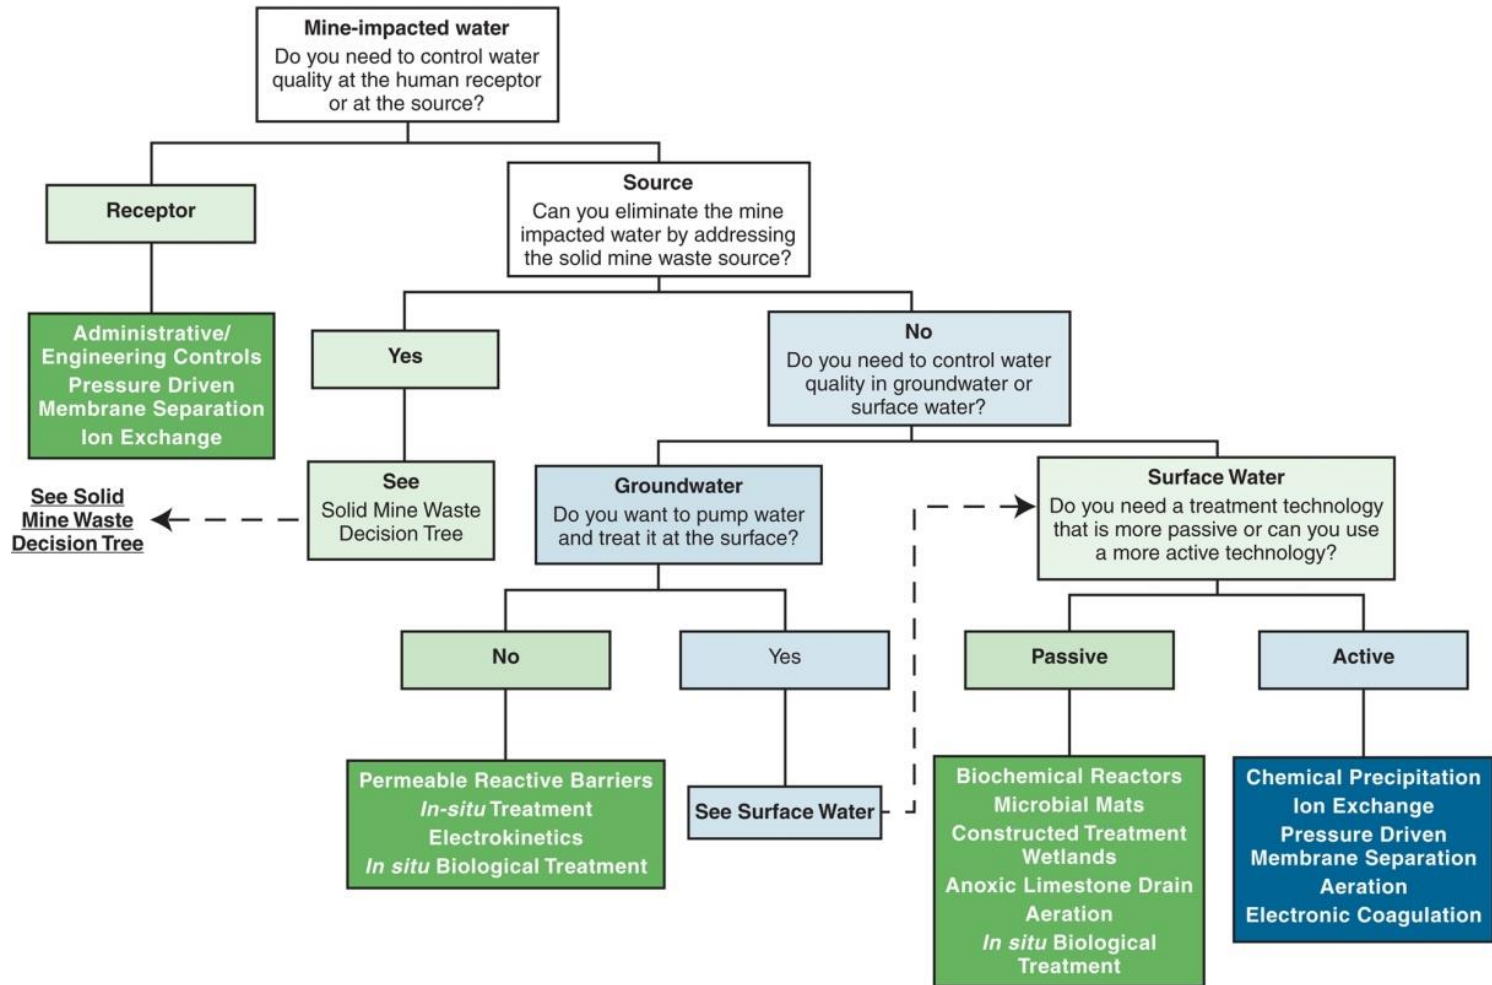 Mine-impacted water
Do you need to control water
quality at the human receptor
or at the source?
Receptor
Source
Can you eliminate the mine
impacted water by addressing
the solid mine waste source?
Administrative/
Engineering Controls
Pressure Driven
Membrane Separation
Ion Exchange
Yes
No
Do you need to control water
quality in groundwater or
surface water?
See Solid
Mine Waste
Decision Tree
See
Solid Mine Waste
Decision Tree
Groundwater
Do you want to pump water
and treat it at the surface?
Surface Water
Do you need a treatment technology
that is more passive or can you use
a more active technology?
No
Yes
Passive
Active
Permeable Reactive Barriers
In-situ Treatment
Electrokinetics
In situ Biological Treatment
See Surface Water
Biochemical Reactors
Microbial Mats
Constructed Treatment
Wetlands
Anoxic Limestone Drain
Aeration
In situ Biological
Treatment
Chemical Precipitation
Ion Exchange
Pressure Driven
Membrane Separation
Aeration
Electronic Coagulation